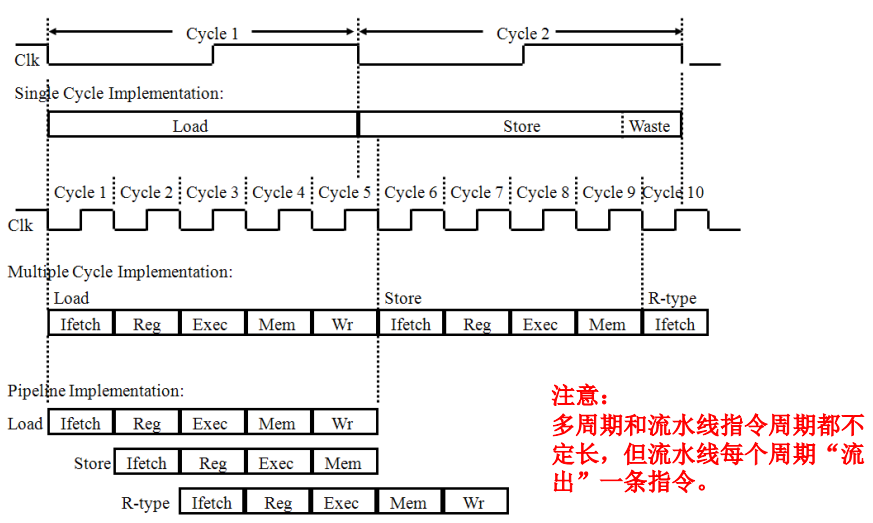 Cycle 1 Cycle 2
Clk
Single Cycle Implementation:
Load Store Waste
Cycle 1 Cycle 2 Cycle 3 Cycle 4 Cycle 5 Cycle 6 Cycle 7 Cycle 8 Cycle 9 Cycle 10
Clk
Multiple Cycle Implementation:
Load Store R-type
Ifetch Reg Exec Mem Wr Ifetch Reg Exec Mem Ifetch
Pipeline Implementation:
Load Ifetch Reg Exec Mem Wr
Store Ifetch Reg Exec Mem
R-type Ifetch Reg Exec Mem Wr
注意：
多周期和流水线指令周期都不
定长，但流水线每个周期“流
出”一条指令。